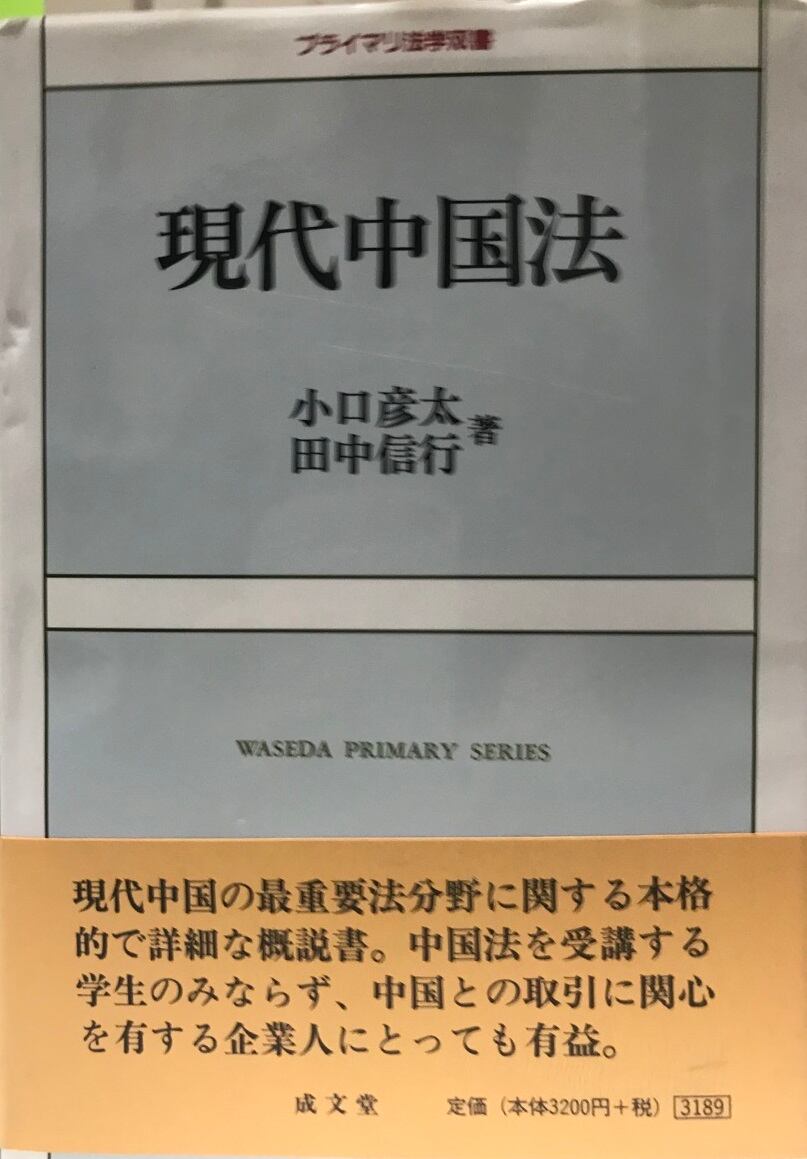 プライマリ法学双書
現代中国法
小口彦太
田中信行
著
WASEDA PRIMARY SERIES
現代中国の最重要法分野に関する本格
的で詳細な概説書。中国法を受講する
学生のみならず、中国との取引に関心
を有する企業人にとっても有益。
成文堂 定価（本体3200円＋税） 3189